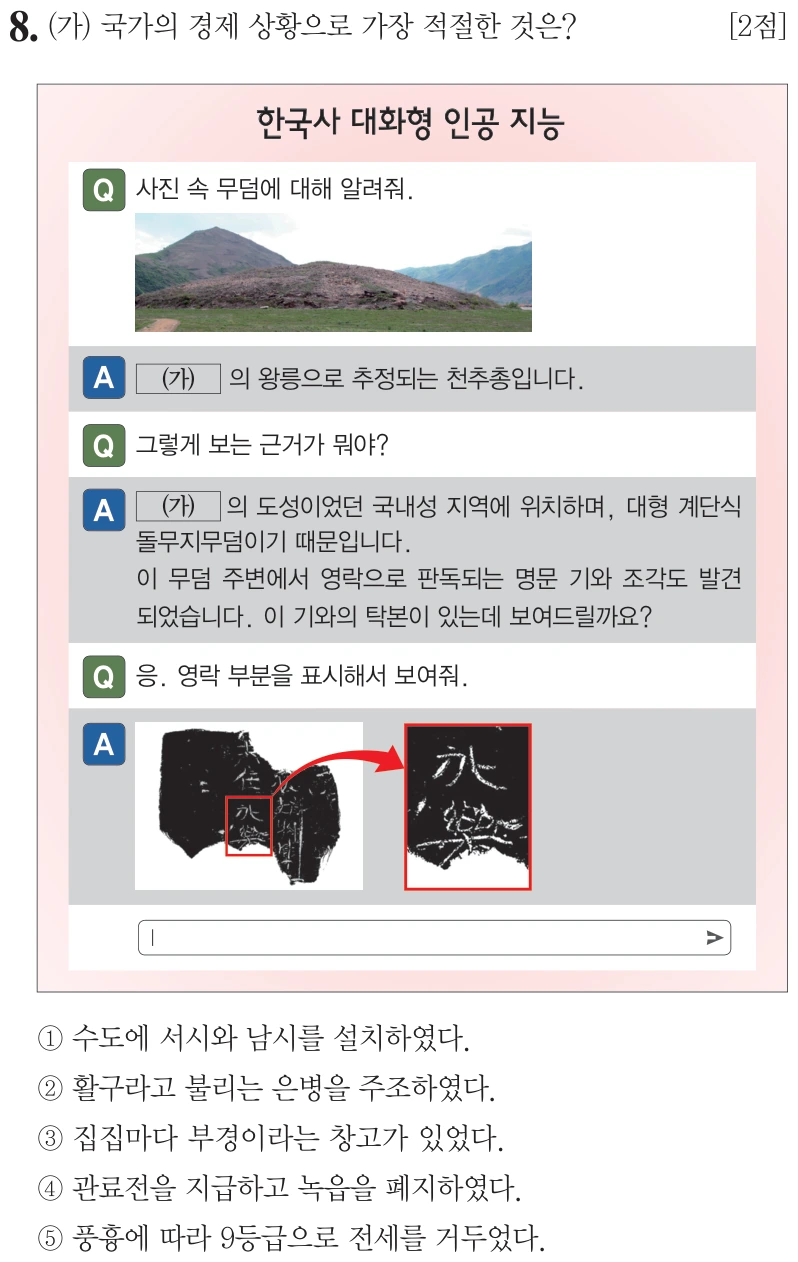 8. (가) 국가의 경제 상황으로 가장 적절한 것은? [2점]
한국사 대화형 인공 지능
Q 사진 속 무덤에 대해 알려줘.
A (가) 의 왕릉으로 추정되는 천추총입니다.
Q 그렇게 보는 근거가 뭐야?
A (가) 의 도성이었던 국내성 지역에 위치하며, 대형 계단식
돌무지무덤이기 때문입니다.
이 무덤 주변에서 영락으로 판독되는 명문 기와 조각도 발견
되었습니다. 이 기와의 탁본이 있는데 보여드릴까요?
Q 응. 영락 부분을 표시해서 보여줘.
A
永樂
永樂
① 수도에 서시와 남시를 설치하였다.
② 활구라고 불리는 은병을 주조하였다.
③ 집집마다 부경이라는 창고가 있었다.
④ 관료전을 지급하고 녹읍을 폐지하였다.
⑤ 풍흉에 따라 9등급으로 전세를 거두었다.